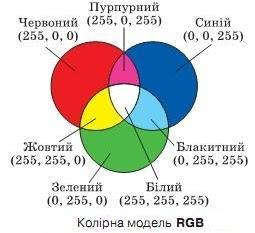 Пурпурний
(255, 0, 255)
Червоний
(255, 0, 0)
Синій
(0, 0, 255)
Жовтий
(255, 255, 0)
Блакитний
(0, 255, 255)
Зелений
(0, 255, 0)
Білий
(255, 255, 255)
Колірна модель RGB